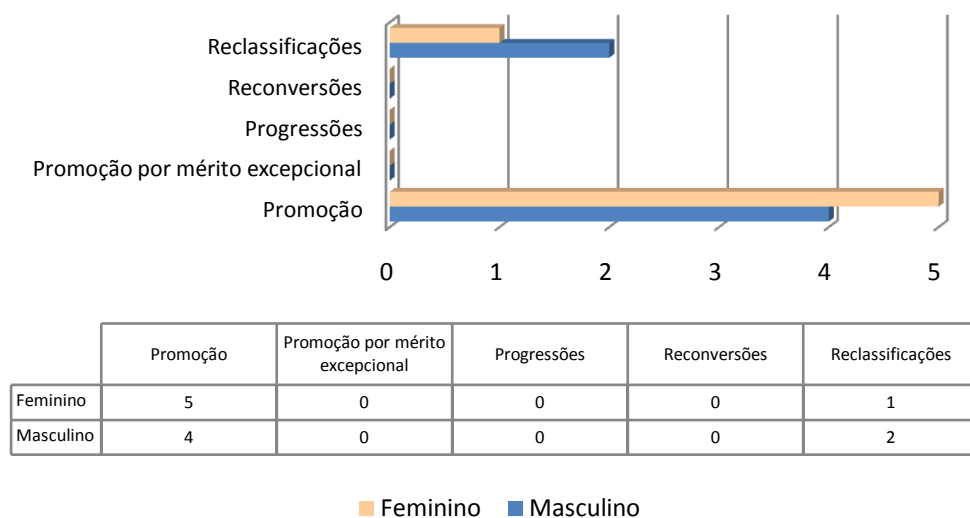 Reclassificações
Reconversões
Progressões
Promoção por mérito excepcional
Promoção
0 1 2 3 4 5
Promoção Promoção por mérito excepcional Progressões Reconversões Reclassificações
Feminino 5 0 0 0 1
Masculino 4 0 0 0 2
Feminino Masculino